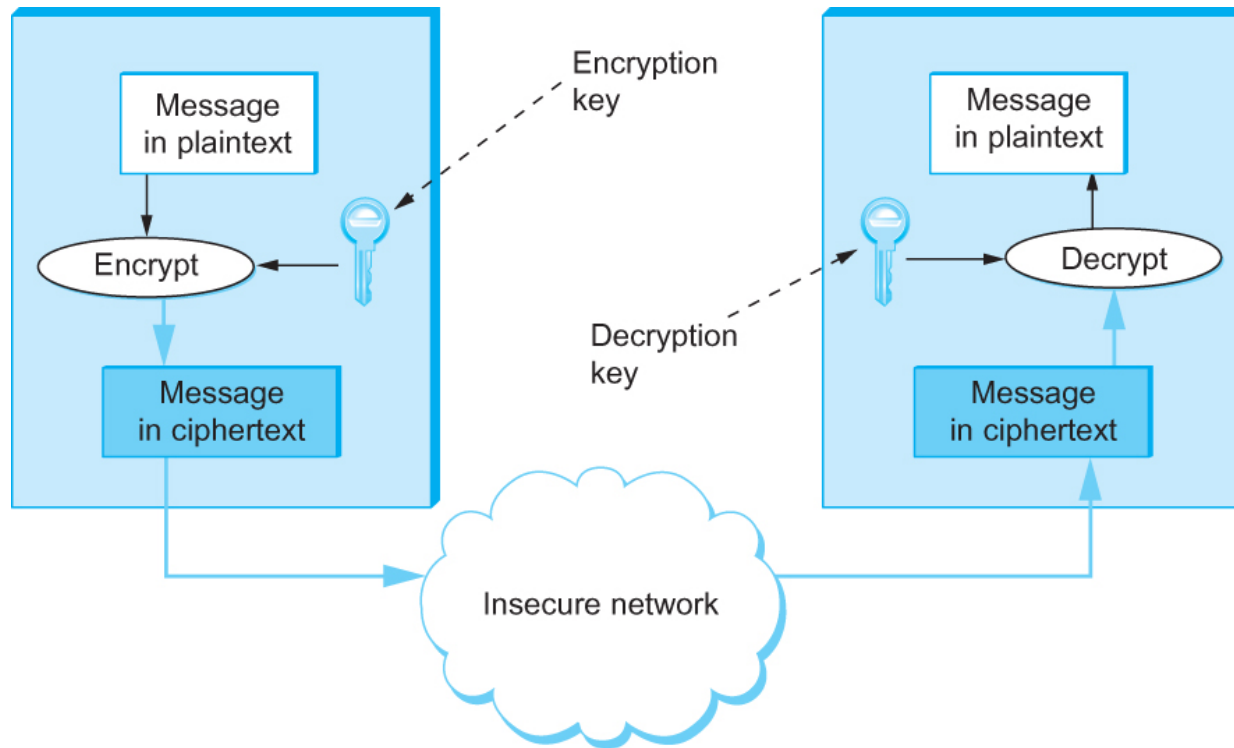 Message
in plaintext
Encrypt
Message
in ciphertext
Encryption
key
Insecure network
Decryption
key
Message
in plaintext
Decrypt
Message
in ciphertext